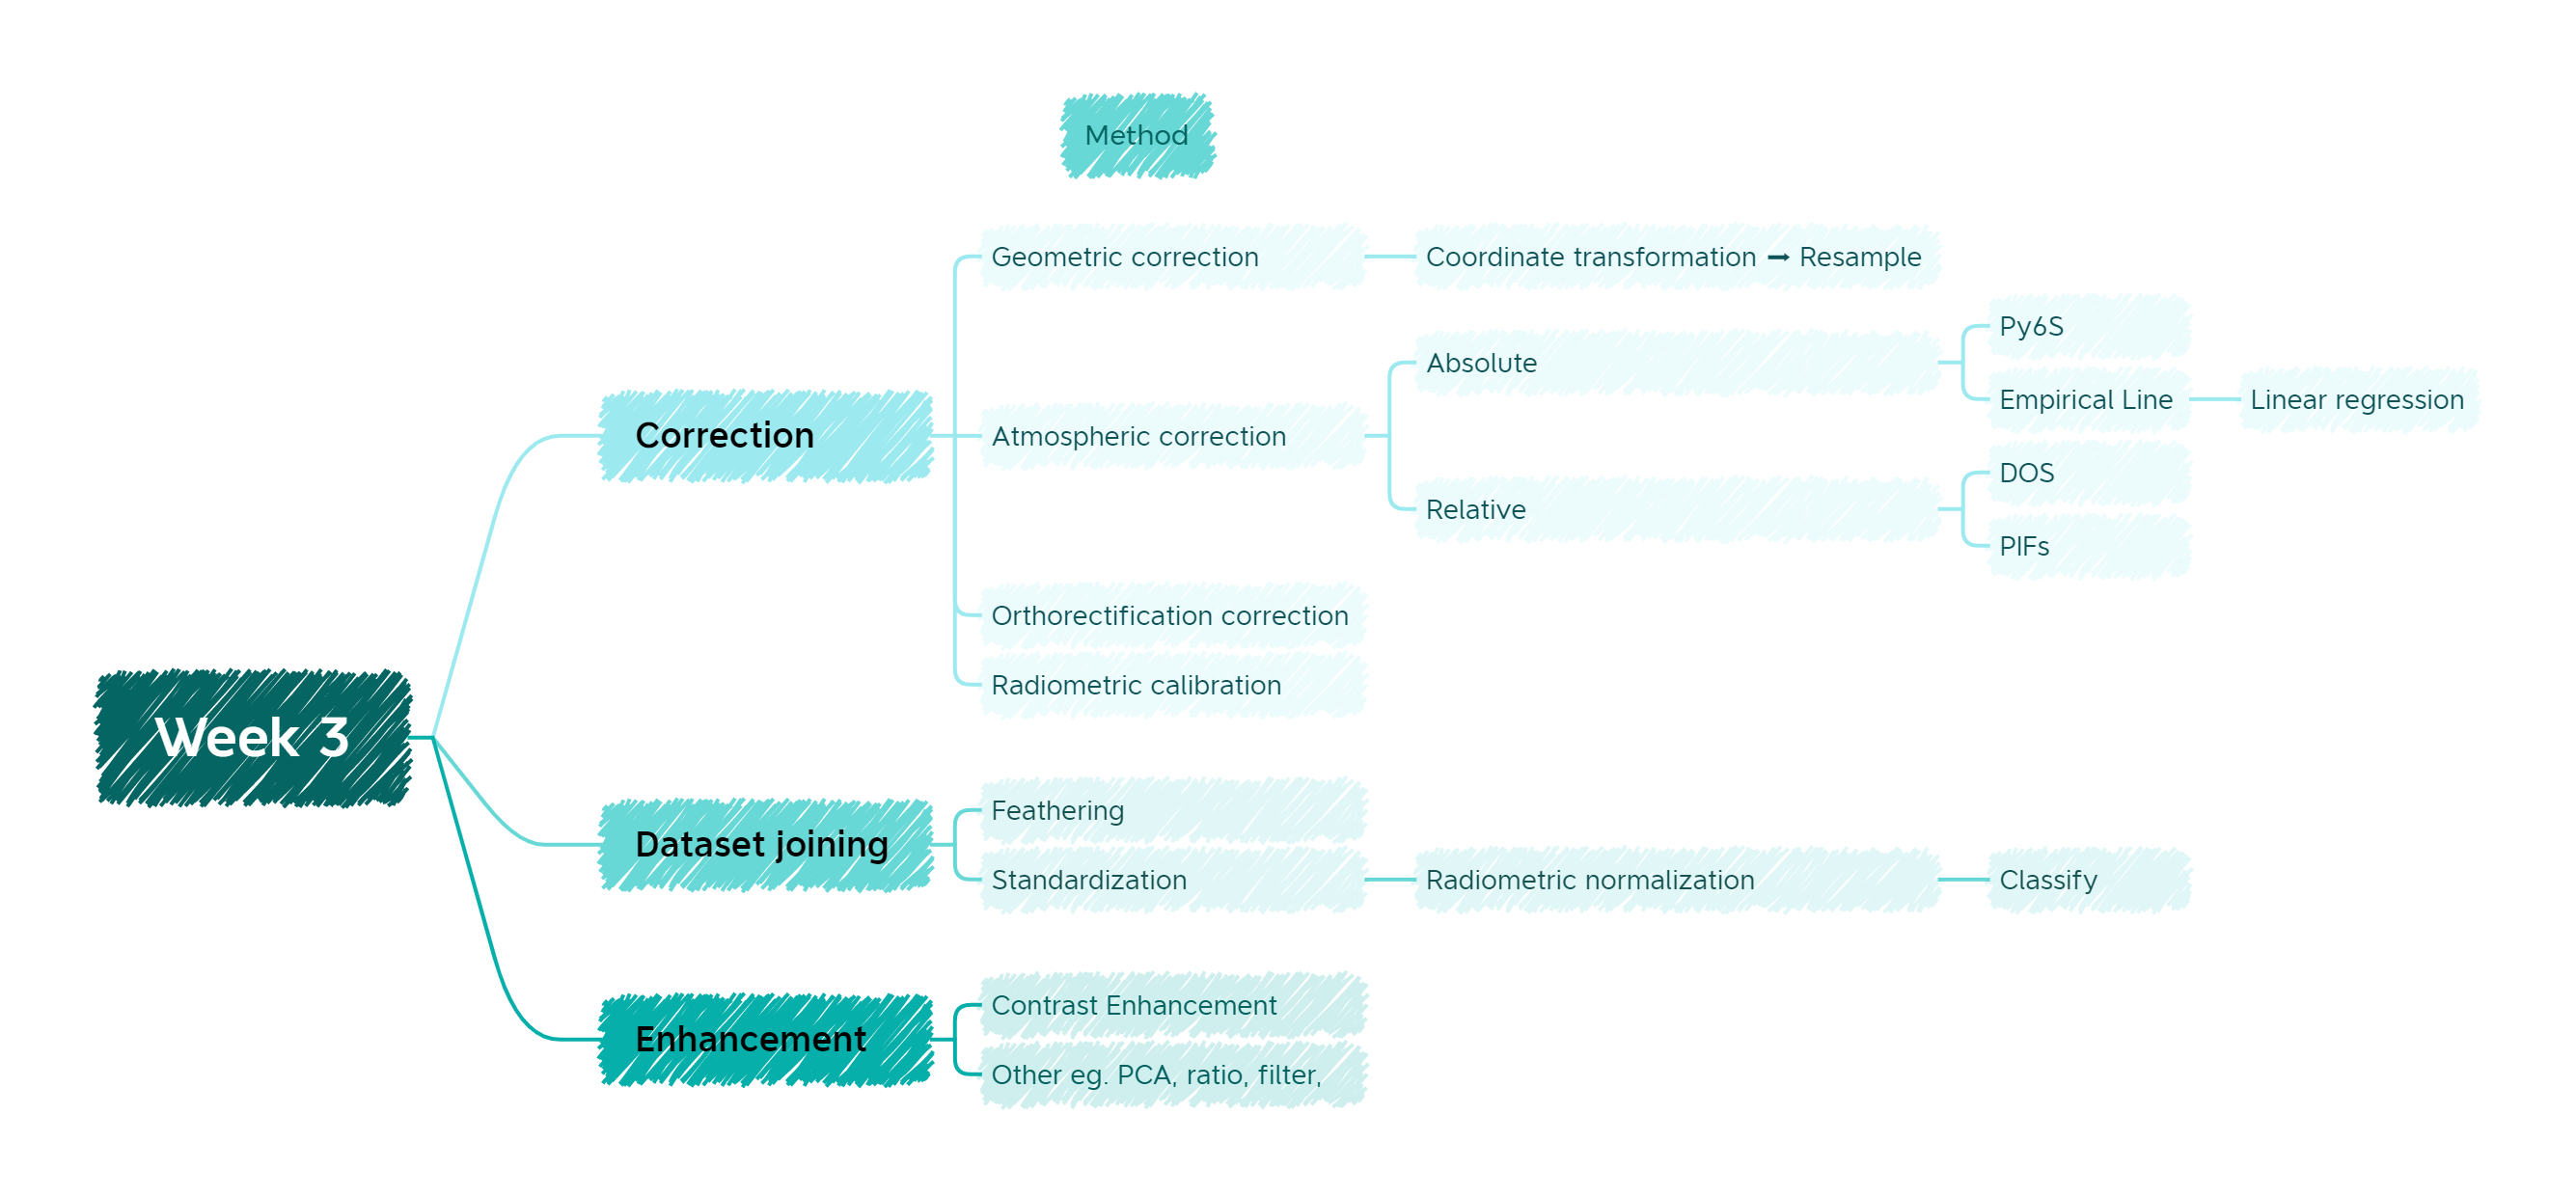 Method
Geometric correction
Coordinate transformation ➞ Resample
Py6S
Absolute
Empirical Line
Linear regression
Correction
Atmospheric correction
DOS
Relative
PIFs
Orthorectification correction
Radiometric calibration
Week 3
Feathering
Dataset joining
Standardization
Radiometric normalization
Classify
Contrast Enhancement
Enhancement
Other eg. PCA, ratio, filter,